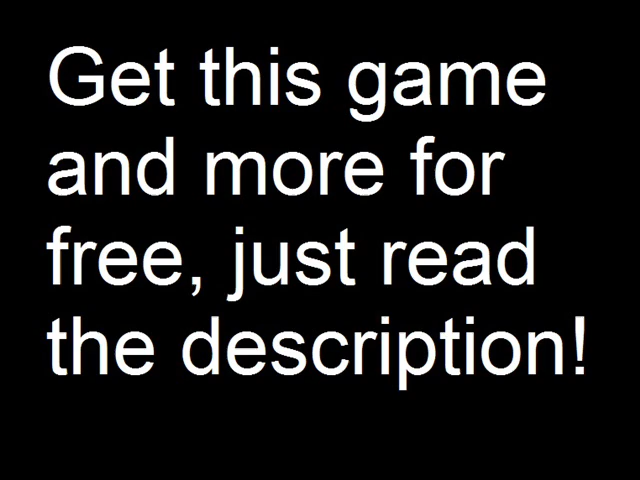 Get this game
and more for
free, just read
the description!